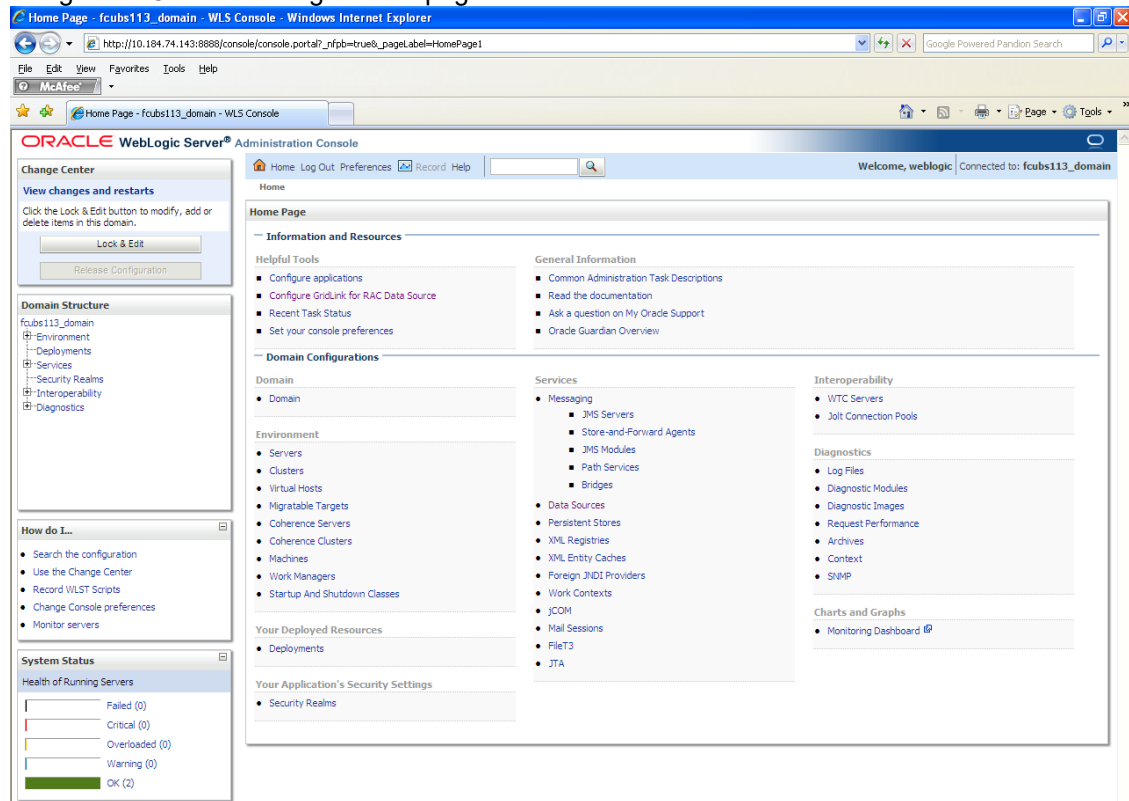 Home Page - fcubs113_domain - WLS Console - Windows Internet Explorer
http://10.184.74.143:8888/console/console.portal?_nfpb=true&_pageLabel=HomePage1
Google Powered Pandion Search
File Edit View Favorites Tools Help
McAfee
Home Page - fcubs113_domain - WLS Console
Page Tools
ORACLE WebLogic Server® Administration Console
Change Center
View changes and restarts
Click the Lock & Edit button to modify, add or
delete items in this domain.
Lock & Edit
Release Configuration
Domain Structure
fcubs113_domain
Environment
Deployments
Services
Security Realms
Interoperability
Diagnostics
How do I...
Search the configuration
Use the Change Center
Record WLST Scripts
Change Console preferences
Monitor servers
System Status
Health of Running Servers
Failed (0)
Critical (0)
Overloaded (0)
Warning (0)
OK (2)
Home Log Out Preferences Record Help
Welcome, weblogic Connected to: fcubs113_domain
Home
Home Page
Information and Resources
Helpful Tools
Configure applications
Configure GridLink for RAC Data Source
Recent Task Status
Set your console preferences
General Information
Common Administration Task Descriptions
Read the documentation
Ask a question on My Oracle Support
Oracle Guardian Overview
Domain Configurations
Domain
Domain
Environment
Servers
Clusters
Virtual Hosts
Migratable Targets
Coherence Servers
Coherence Clusters
Machines
Work Managers
Startup And Shutdown Classes
Your Deployed Resources
Deployments
Your Application's Security Settings
Security Realms
Services
Messaging
JMS Servers
Store-and-Forward Agents
JMS Modules
Path Services
Bridges
Data Sources
Persistent Stores
XML Registries
XML Entity Caches
Foreign JNDI Providers
Work Contexts
jCOM
Mail Sessions
FileT3
JTA
Interoperability
WTC Servers
Jolt Connection Pools
Diagnostics
Log Files
Diagnostic Modules
Diagnostic Images
Request Performance
Archives
Context
SNMP
Charts and Graphs
Monitoring Dashboard